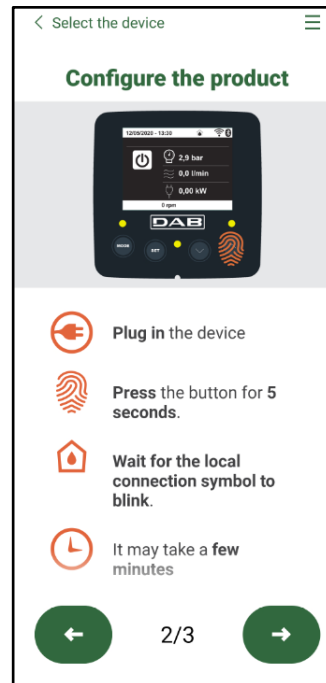 Select the device
Configure the product
12/05/2020 - 13:30
2,9 bar
0,0 l/min
0,00 kW
0 rpm
DAB
MODE
SET
Plug in the device
Press the button for 5
seconds.
Wait for the local
connection symbol to
blink.
It may take a few
minutes
2/3